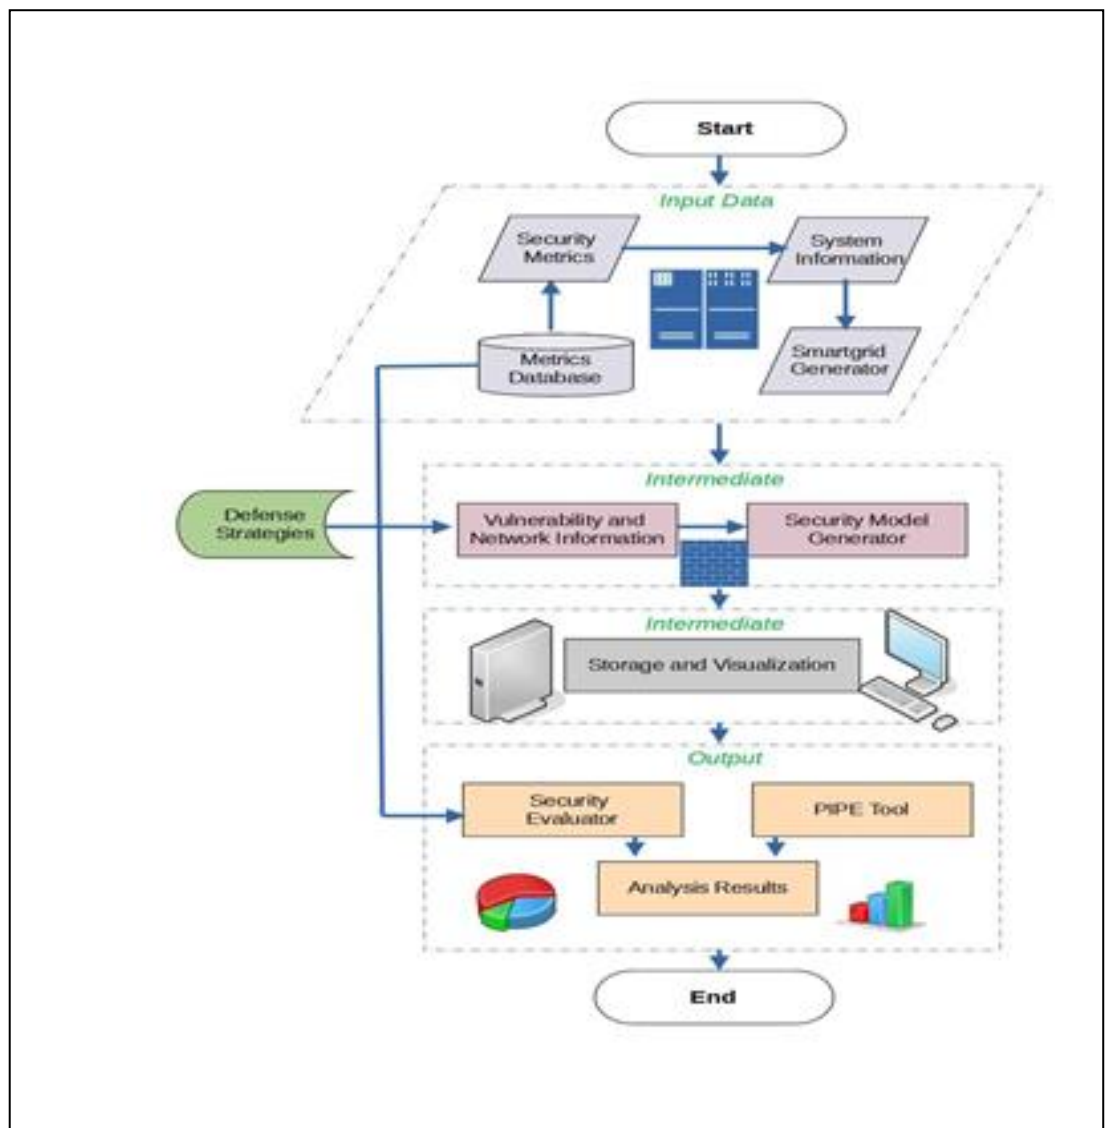 Start
Input Data
Security
Metrics
System
Information
Metrics
Database
Smartgrid
Generator
Intermediate
Defense
Strategies
Vulnerability and
Network Information
Security Model
Generator
Intermediate
Storage and Visualization
Output
Security
Evaluator
PIPE Tool
Analysis Results
End